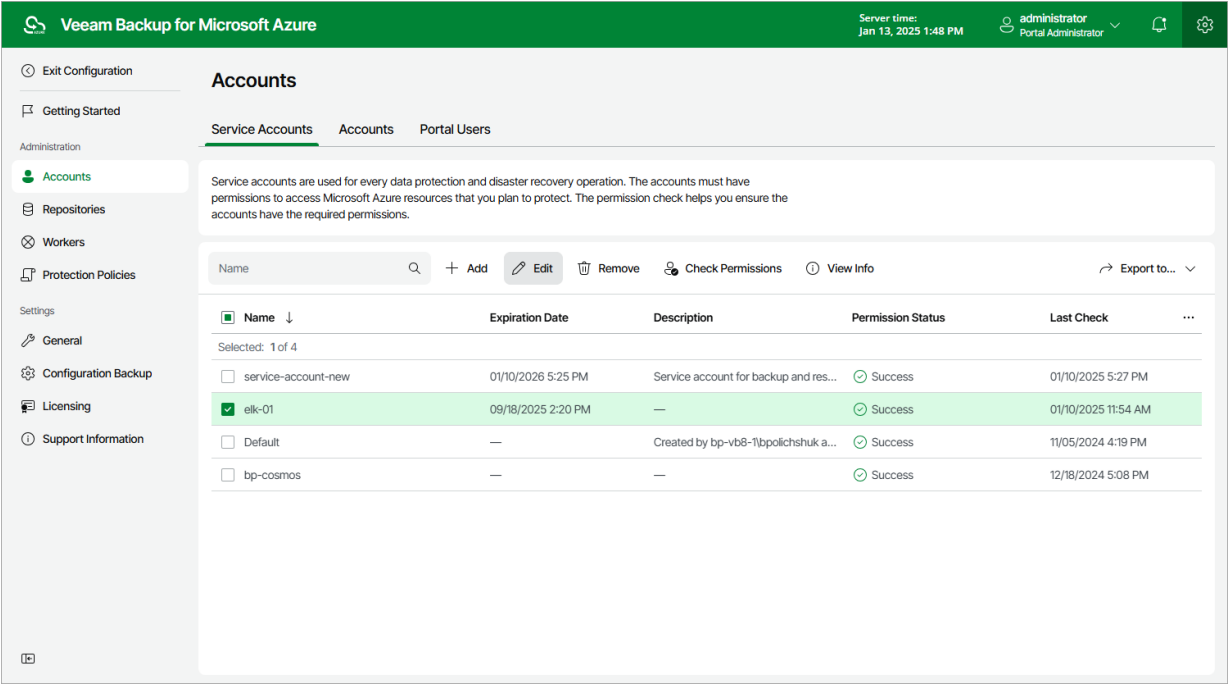 Veeam Backup for Microsoft Azure
Server time:
Jan 13, 2025 1:48 PM
administrator
Portal Administrator
Exit Configuration
Getting Started
Administration
Accounts
Repositories
Workers
Protection Policies
Settings
General
Configuration Backup
Licensing
Support Information
Accounts
Service Accounts Accounts Portal Users
Service accounts are used for every data protection and disaster recovery operation. The accounts must have
permissions to access Microsoft Azure resources that you plan to protect. The permission check helps you ensure the
accounts have the required permissions.
Name Add Edit Remove Check Permissions View Info Export to...
Name Expiration Date Description Permission Status Last Check ...
Selected: 1 of 4
service-account-new 01/10/2026 5:25 PM Service account for backup and res... Success 01/10/2025 5:27 PM
elk-01 09/18/2025 2:20 PM — Success 01/10/2025 11:54 AM
Default — Created by bp-vb8-1\bpolichshuk a... Success 11/05/2024 4:19 PM
bp-cosmos — — Success 12/18/2024 5:08 PM